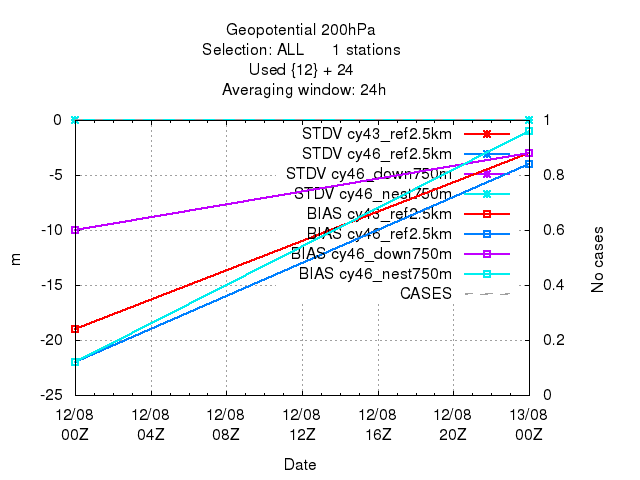 Geopotential 200hPa
Selection: ALL 1 stations
Used {12} + 24
Averaging window: 24h
STDV cy43_ref2.5km
STDV cy46_ref2.5km
STDV cy46_down750m
STDV cy46_nest750m
BIAS cy43_ref2.5km
BIAS cy46_ref2.5km
BIAS cy46_down750m
BIAS cy46_nest750m
CASES
0
-5
-10
-15
-20
-25
m
1
0.8
0.6
0.4
0.2
0
No cases
12/08 12/08 12/08 12/08 12/08 12/08 13/08
00Z 04Z 08Z 12Z 16Z 20Z 00Z
Date